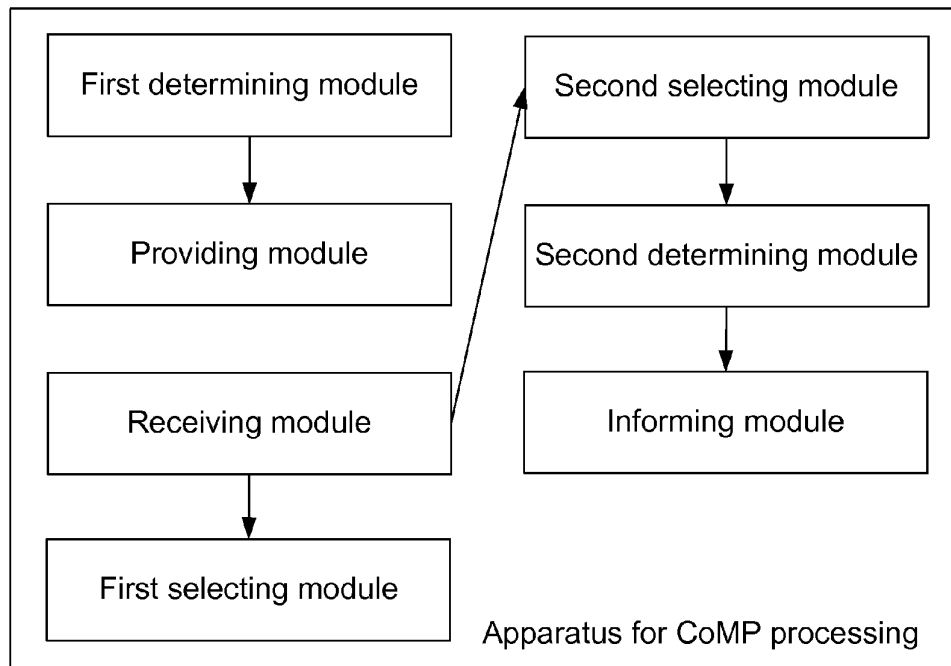 First determining module
Providing module
Receiving module
First selecting module
Second selecting module
Second determining module
Informing module
Apparatus for CoMP processing